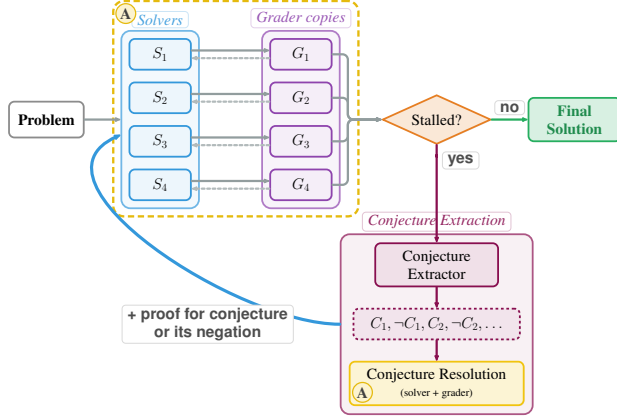 A
Solvers
Grader copies
S₁
G₁
S₂
G₂
S₃
G₃
S₄
G₄
Problem
Stalled?
no
Final
Solution
yes
Conjecture Extraction
Conjecture
Extractor
C₁, ¬C₁, C₂, ¬C₂, . . .
+ proof for conjecture
or its negation
Conjecture Resolution
(solver + grader)
A